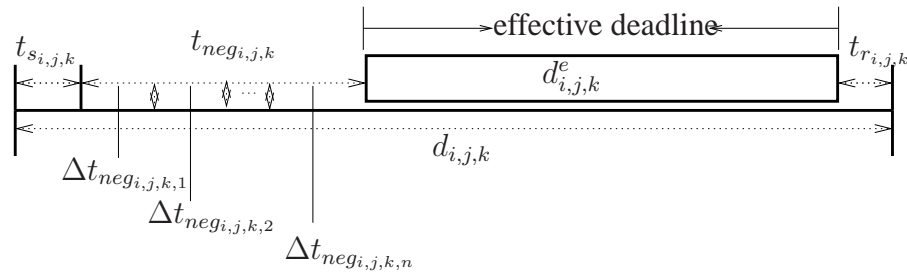 effective deadline
t_{s_{i,j,k}} t_{neg_{i,j,k}} t_{r_{i,j,k}}
d^e_{i,j,k}
...
d_{i,j,k}
Δt_{neg_{i,j,k,1}}
Δt_{neg_{i,j,k,2}}
Δt_{neg_{i,j,k,n}}